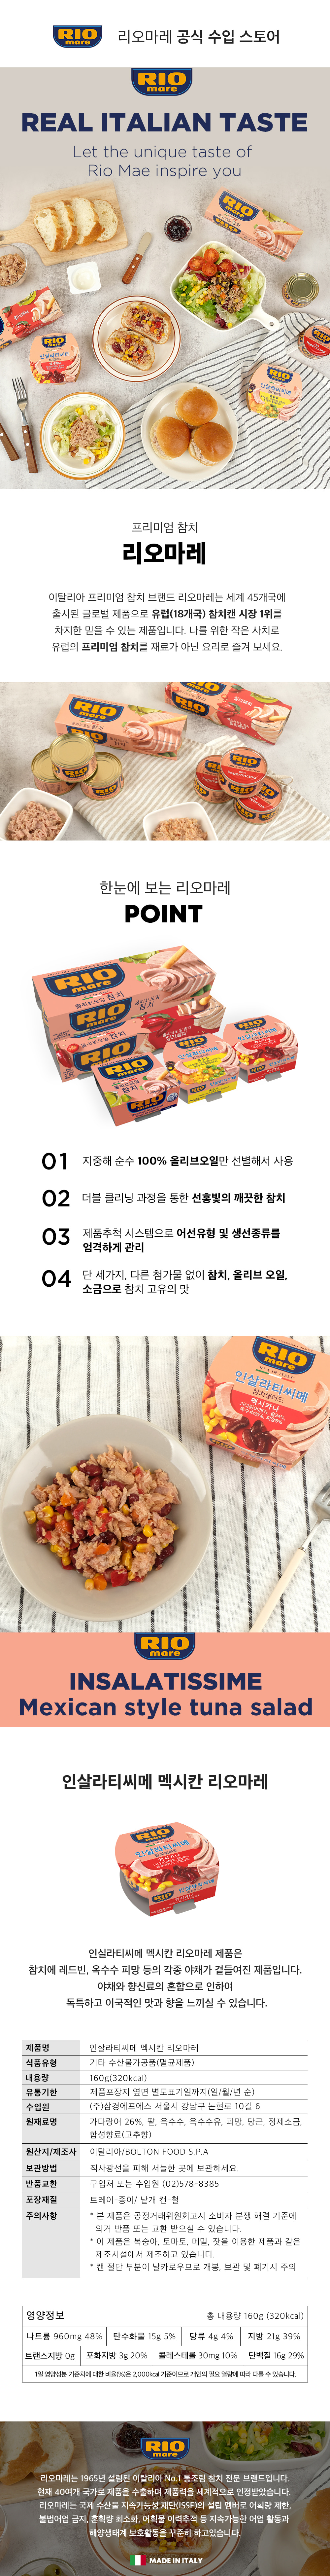 RIO mare 리오마레 공식 수입 스토어
RIO mare
REAL ITALIAN TASTE
Let the unique taste of
Rio Mae inspire you
프리미엄 참치
리오마레
이탈리아 프리미엄 참치 브랜드 리오마레는 세계 45개국에
출시된 글로벌 제품으로 유럽(18개국) 참치캔 시장 1위를
차지한 믿을 수 있는 제품입니다. 나를 위한 작은 사치로
유럽의 프리미엄 참치를 재료가 아닌 요리로 즐겨 보세요.
한눈에 보는 리오마레
POINT
RIO mare
올리브오일 참치
01 지중해 순수 100% 올리브오일만 선별해서 사용
02 더블 클리닝 과정을 통한 선홍빛의 깨끗한 참치
03 제품추적 시스템으로 어선유형 및 생선종류를
엄격하게 관리
04 단 세가지, 다른 첨가물 없이 참치, 올리브 오일,
소금으로 참치 고유의 맛
RIO mare
인살라티씨메
참치샐러드
멕시카니
RIO mare
INSALATISSIME
Mexican style tuna salad
인살라티씨메 멕시칸 리오마레
RIO mare
인살라티씨메
인실라티씨메 멕시칸 리오마레 제품은
참치에 레드빈, 옥수수 피망 등의 각종 야채가 곁들여진 제품입니다.
야채와 향신료의 혼합으로 인하여
독특하고 이국적인 맛과 향을 느끼실 수 있습니다.
제품명 인살라티씨메 멕시칸 리오마레
식품유형 기타 수산물가공품(멸균제품)
내용량 160g(320kcal)
유통기한 제품포장지 옆면 별도표기일까지(일/월/년 순)
수입원 (주)삼경에프에스 서울시 강남구 논현로 10길 6
원재료명 가다랑어 26%, 팥, 옥수수, 옥수수유, 피망, 당근, 정제소금,
합성향료(고추향)
원산지/제조사 이탈리아/BOLTON FOOD S.P.A
보관방법 직사광선을 피해 서늘한 곳에 보관하세요.
반품교환 구입처 또는 수입원 (02)578-8385
포장재질 트레이-종이/ 낱개 캔-철
주의사항 * 본 제품은 공정거래위원회고시 소비자 분쟁 해결 기준에
의거 반품 또는 교환 받으실 수 있습니다.
* 이 제품은 복숭아, 토마토, 메밀, 잣을 이용한 제품과 같은
제조시설에서 제조하고 있습니다.
* 캔 절단 부분이 날카로우므로 개봉, 보관 및 폐기시 주의
영양정보 총 내용량 160g (320kcal)
나트륨 960mg 48% 탄수화물 15g 5% 당류 4g 4% 지방 21g 39%
트랜스지방 0g 포화지방 3g 20% 콜레스테롤 30mg 10% 단백질 16g 29%
1일 영양성분 기준치에 대한 비율(%)은 2,000kcal 기준이므로 개인의 필요 열량에 따라 다를 수 있습니다.
RIO mare
리오마레는 1965년 설립된 이탈리아 No.1 통조림 참치 전문 브랜드입니다.
현재 40여개 국가로 제품을 수출하며 제품력을 세계적으로 인정받았습니다.
리오마레는 국제 수산물 지속가능성 재단(ISSF)의 설립 멤버로 어획량 제한,
불법어업 금지, 혼획량 최소화, 어획물 이력추적 등 지속가능한 어업 활동과
해양생태계 보호활동을 꾸준히 하고있습니다.
MADE IN ITALY